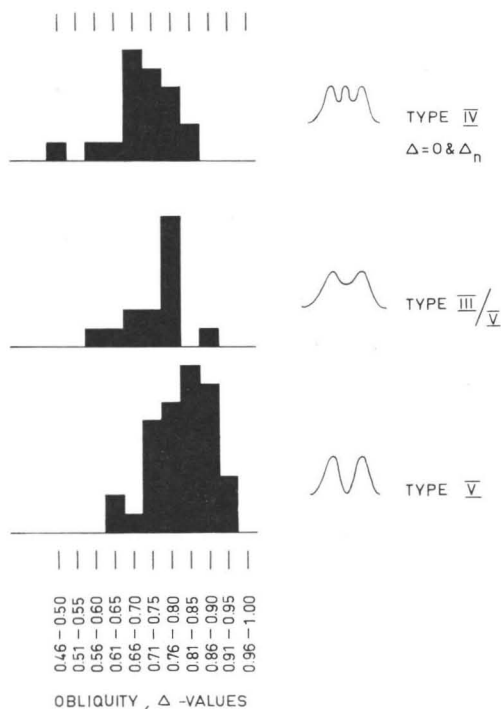 TYPE IV
Δ=0 & Δn
TYPE III/V
TYPE V
0.46 – 0.50
0.51 – 0.55
0.56 – 0.60
0.61 – 0.65
0.66 – 0.70
0.71 – 0.75
0.76 – 0.80
0.81 – 0.85
0.86 – 0.90
0.91 – 0.95
0.96 – 1.00
OBLIQUITY, Δ -VALUES